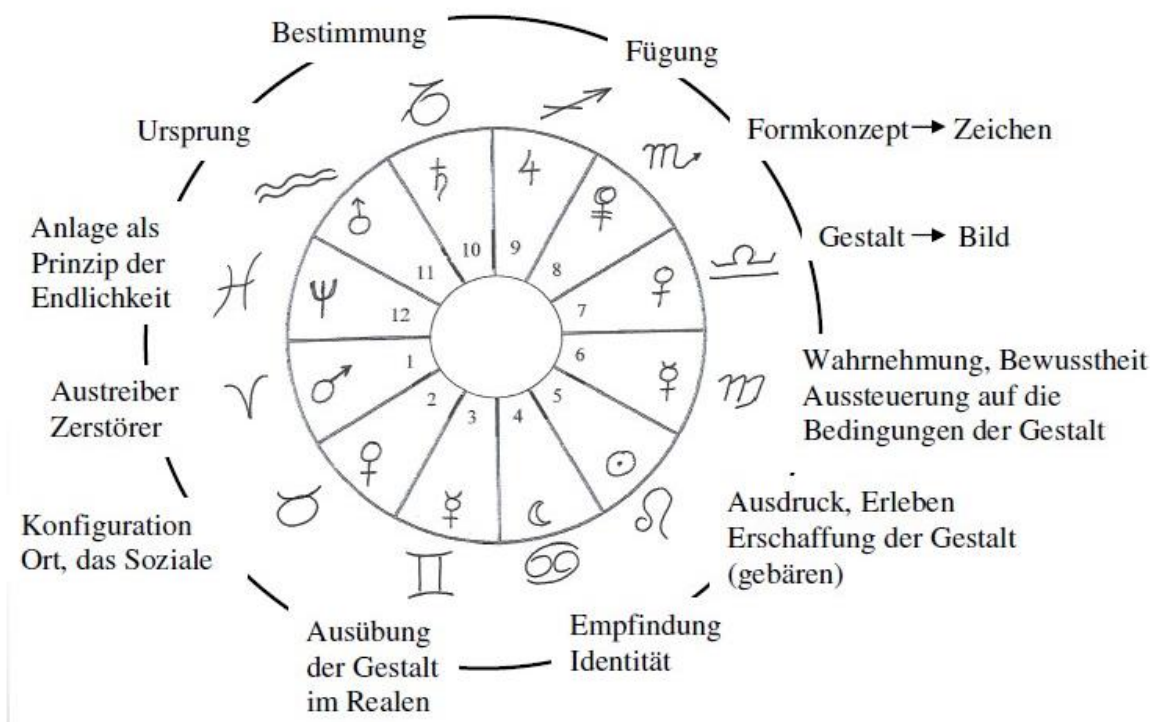 Bestimmung
Fügung
Ursprung
Formkonzept → Zeichen
Anlage als
Prinzip der
Endlichkeit
Gestalt → Bild
10
9
11
8
12
7
1
6
2
3
4
5
Austreiber
Zerstörer
Wahrnehmung, Bewusstheit
Aussteuerung auf die
Bedingungen der Gestalt
Konfiguration
Ort, das Soziale
Ausdruck, Erleben
Erschaffung der Gestalt
(gebären)
Ausübung
der Gestalt
im Realen
Empfindung
Identität